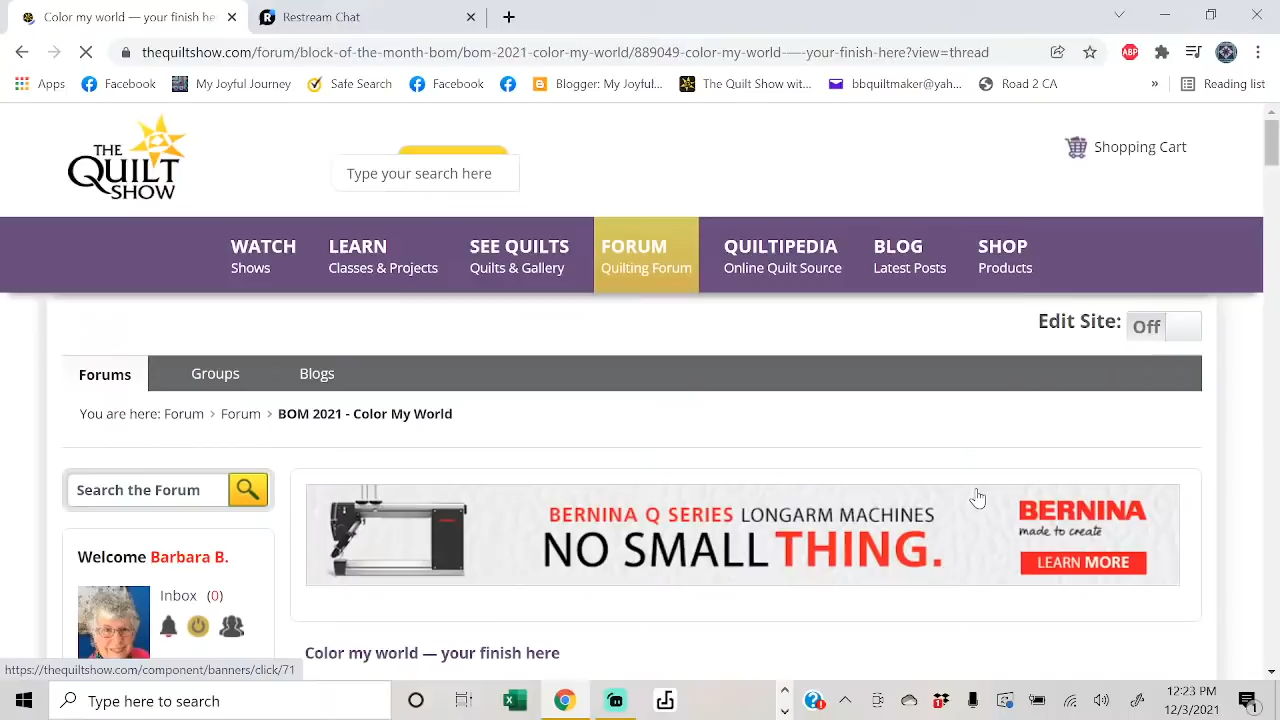 Color my world — your finish
Restream Chat
thequiltshow.com/forum/block-of-the-month-bom/bom-2021-color-my-world/889049-color-my-world-—-your-finish-here?view=thread
ABP
Apps
Facebook
My Joyful Journey
Safe Search
Facebook
Blogger: My Joyful...
The Quilt Show wit...
bbquiltmaker@yah...
Road 2 CA
»
Reading list
THE
QUILT
SHOW
Type your search here
Shopping Cart
WATCH
Shows
LEARN
Classes & Projects
SEE QUILTS
Quilts & Gallery
FORUM
Quilting Forum
QUILTIPEDIA
Online Quilt Source
BLOG
Latest Posts
SHOP
Products
Edit Site: Off
Forums
Groups
Blogs
You are here: Forum > Forum > BOM 2021 - Color My World
Search the Forum
BERNINA Q SERIES LONGARM MACHINES
NO SMALL THING.
BERNINA
made to create
LEARN MORE
Welcome Barbara B.
Inbox (0)
Color my world — your finish here
https://thequiltshow.com/component/banners/click/71
Type here to search
12:23 PM
12/3/2021
1